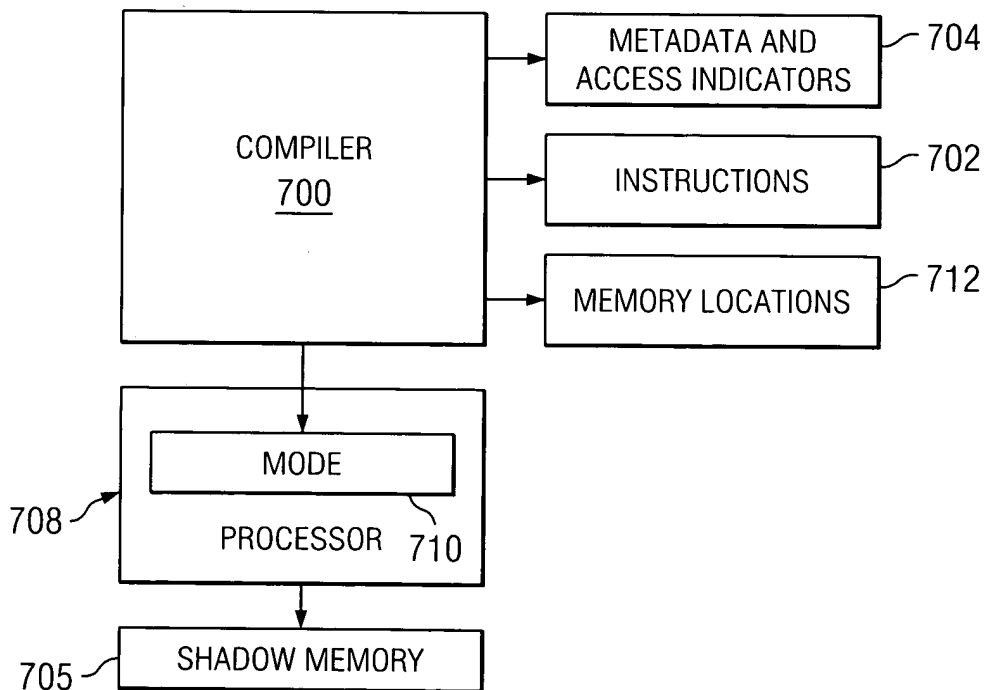 METADATA AND
ACCESS INDICATORS
704
COMPILER
700
INSTRUCTIONS
702
MEMORY LOCATIONS
712
MODE
710
PROCESSOR
708
SHADOW MEMORY
705